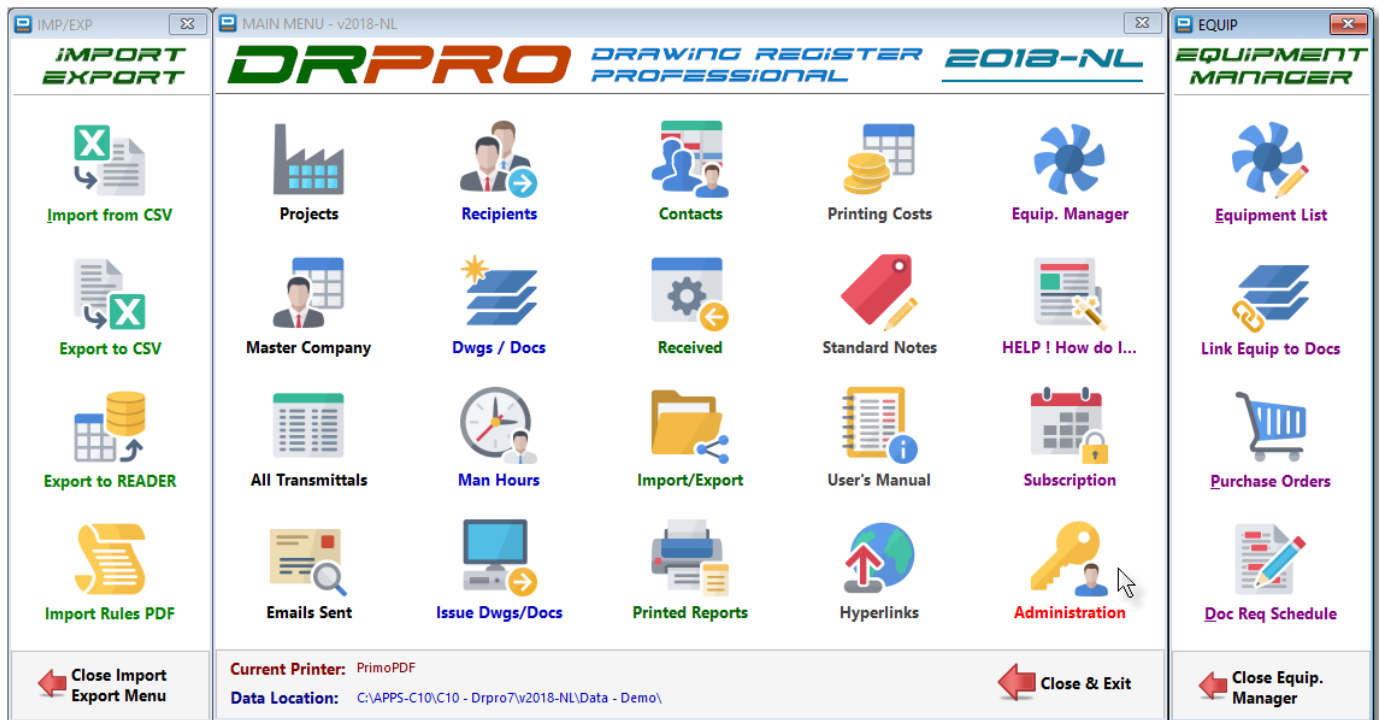 IMP/EXP
IMPORT
EXPORT
Import from CSV
Export to CSV
Export to READER
Import Rules PDF
Close Import
Export Menu
MAIN MENU - v2018-NL
DRPRO
DRAWING REGISTER
PROFESSIONAL
2018-NL
Projects
Recipients
Contacts
Printing Costs
Equip. Manager
Master Company
Dwgs / Docs
Received
Standard Notes
HELP ! How do I...
All Transmittals
Man Hours
Import/Export
User's Manual
Subscription
Emails Sent
Issue Dwgs/Docs
Printed Reports
Hyperlinks
Administration
Current Printer: PrimoPDF
Data Location: C:\APPS-C10\C10 - Drpro7\v2018-NL\Data - Demo\
Close & Exit
EQUIP
EQUIPMENT
MANAGER
Equipment List
Link Equip to Docs
Purchase Orders
Doc Req Schedule
Close Equip.
Manager